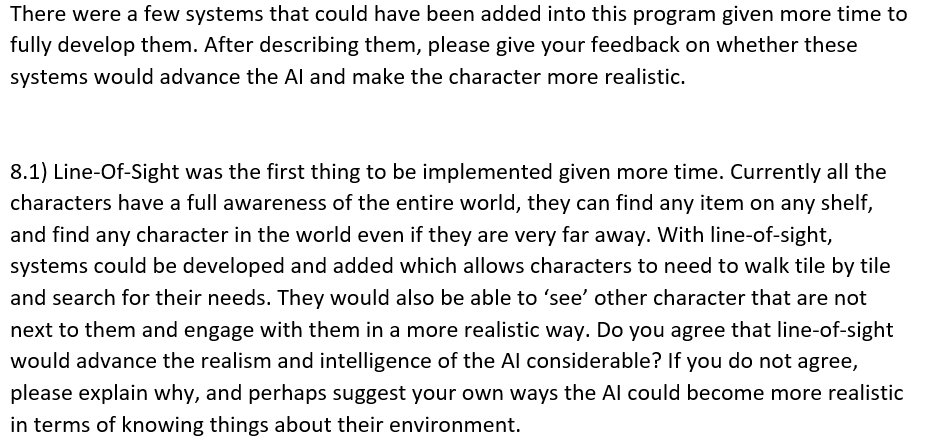 There were a few systems that could have been added into this program given more time to
fully develop them. After describing them, please give your feedback on whether these
systems would advance the AI and make the character more realistic.
8.1) Line-Of-Sight was the first thing to be implemented given more time. Currently all the
characters have a full awareness of the entire world, they can find any item on any shelf,
and find any character in the world even if they are very far away. With line-of-sight,
systems could be developed and added which allows characters to need to walk tile by tile
and search for their needs. They would also be able to ‘see’ other character that are not
next to them and engage with them in a more realistic way. Do you agree that line-of-sight
would advance the realism and intelligence of the AI considerable? If you do not agree,
please explain why, and perhaps suggest your own ways the AI could become more realistic
in terms of knowing things about their environment.